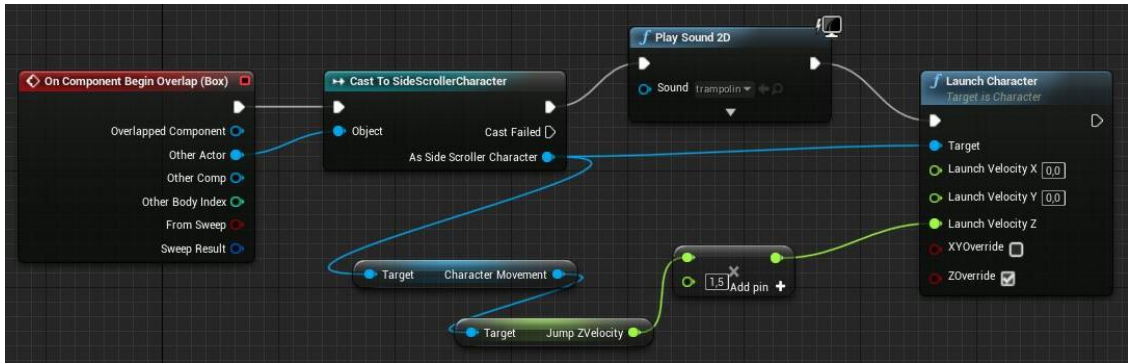 On Component Begin Overlap (Box)
Overlapped Component
Other Actor
Other Comp
Other Body Index
From Sweep
Sweep Result
Cast To SideScrollerCharacter
Object
Cast Failed
As Side Scroller Character
Play Sound 2D
Sound trampolin
Target Character Movement
Target Jump ZVelocity
1,5 Add pin +
Launch Character
Target is Character
Target
Launch Velocity X 0,0
Launch Velocity Y 0,0
Launch Velocity Z
XYOverride
ZOverride